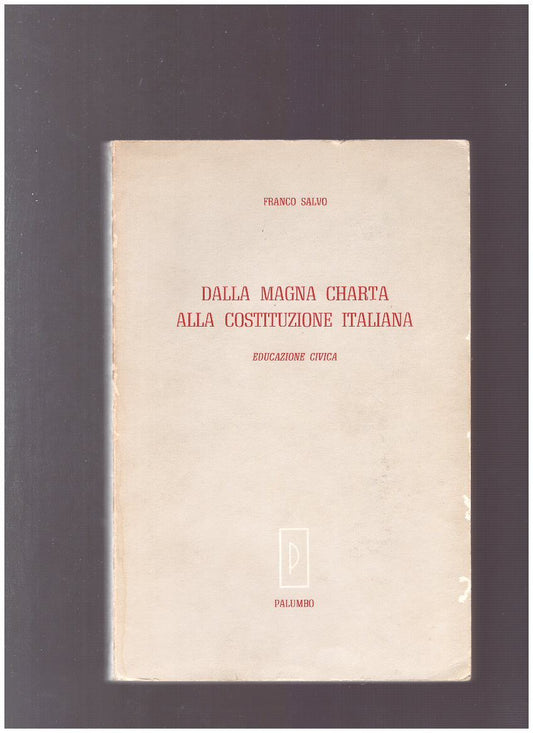 FRANCO SALVO
DALLA MAGNA CHARTA
ALLA COSTITUZIONE ITALIANA
EDUCAZIONE CIVICA
P
PALUMBO